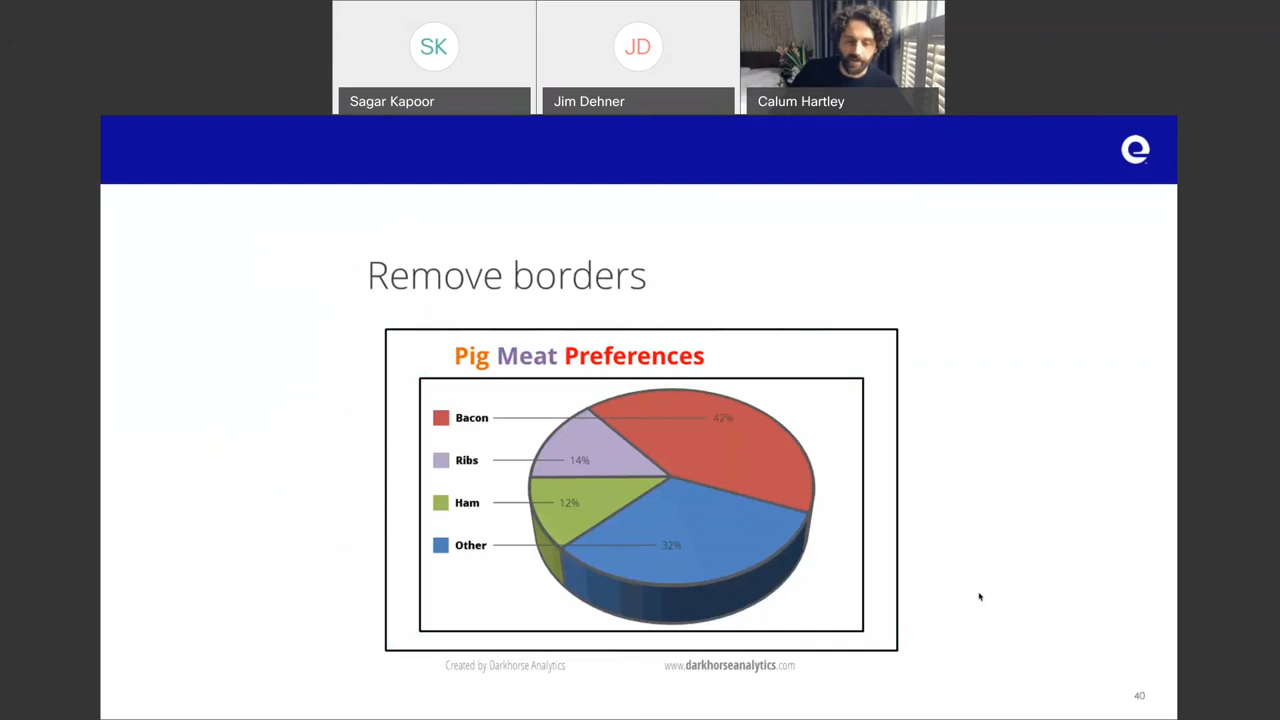 SK
JD
Sagar Kapoor
Jim Dehner
Calum Hartley
Remove borders
Pig Meat Preferences
Bacon
42%
Ribs
14%
Ham
12%
Other
32%
Created by Darkhorse Analytics
www.darkhorseanalytics.com
40